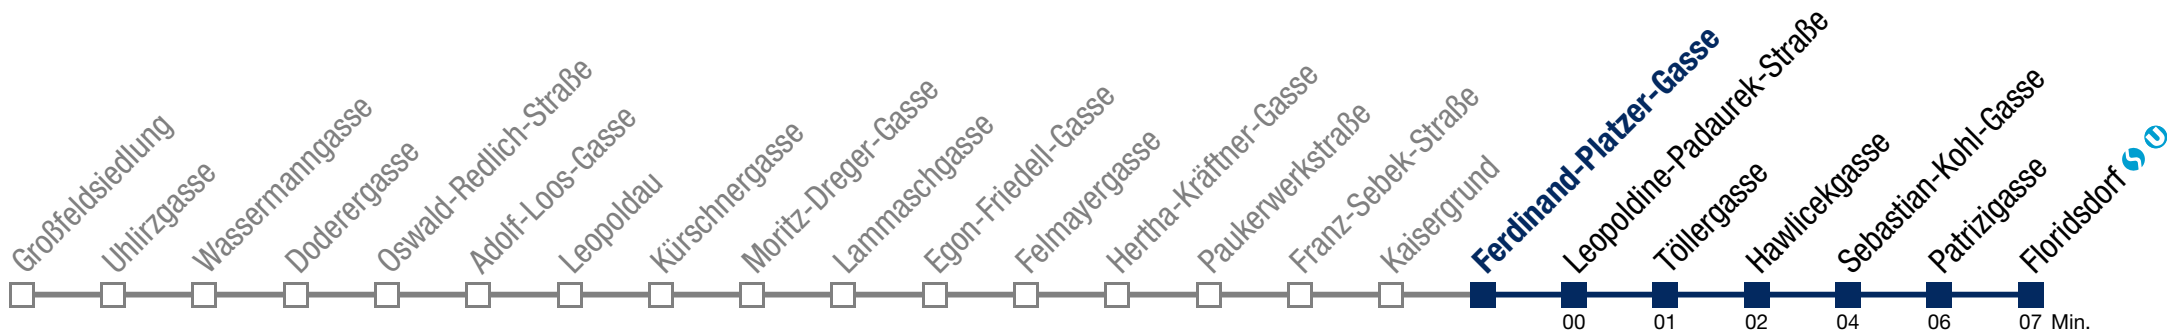 Großfeldsiedlung
Uhlirzgasse
Wassermanngasse
Doderergasse
Oswald-Redlich-Straße
Adolf-Loos-Gasse
Leopoldau
Kürschnergasse
Moritz-Dreger-Gasse
Lammaschgasse
Egon-Friedell-Gasse
Felmayergasse
Hertha-Kräftner-Gasse
Paukerwerkstraße
Franz-Sebek-Straße
Kaisergrund
Ferdinand-Platzer-Gasse
Leopoldine-Padaurek-Straße
Töllergasse
Hawlicekgasse
Sebastian-Kohl-Gasse
Patrizigasse
Floridsdorf S U
00 01 02 04 06 07 Min.